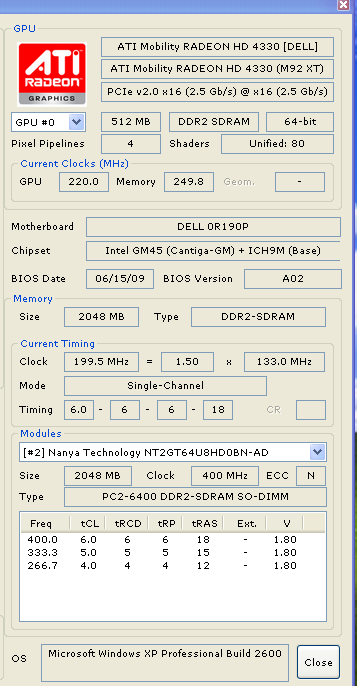 GPU
ATI
RADEON
GRAPHICS
ATI Mobility RADEON HD 4330 [DELL]
ATI Mobility RADEON HD 4330 (M92 XT)
PCIe v2.0 x16 (2.5 Gb/s) @ x16 (2.5 Gb/s)
GPU #0 512 MB DDR2 SDRAM 64-bit
Pixel Pipelines 4 Shaders Unified: 80
Current Clocks (MHz)
GPU 220.0 Memory 249.8 Geom. -
Motherboard DELL 0R190P
Chipset Intel GM45 (Cantiga-GM) + ICH9M (Base)
BIOS Date 06/15/09 BIOS Version A02
Memory
Size 2048 MB Type DDR2-SDRAM
Current Timing
Clock 199.5 MHz = 1.50 x 133.0 MHz
Mode Single-Channel
Timing 6.0 - 6 - 6 - 18 CR
Modules
[#2] Nanya Technology NT2GT64U8HD0BN-AD
Size 2048 MB Clock 400 MHz ECC N
Type PC2-6400 DDR2-SDRAM SO-DIMM
Freq tCL tRCD tRP tRAS Ext. V
400.0 6.0 6 6 18 - 1.80
333.3 5.0 5 5 15 - 1.80
266.7 4.0 4 4 12 - 1.80
OS Microsoft Windows XP Professional Build 2600 Close